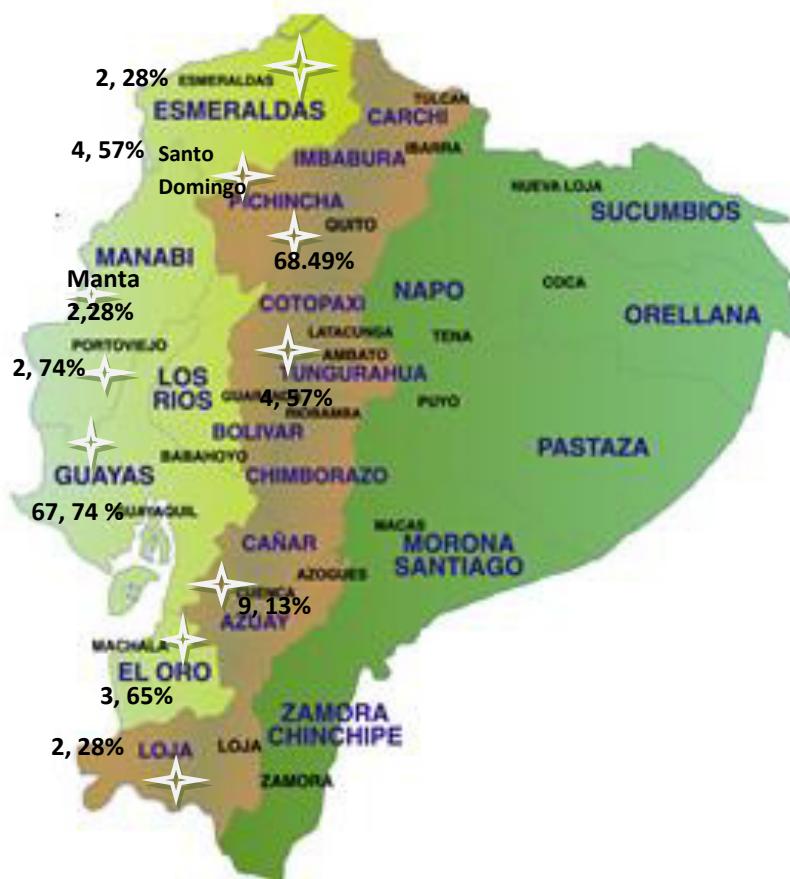 2, 28%
ESMERALDAS
ESMERALDAS
TULCAN
CARCHI
4, 57%
Santo
Domingo
IMBABURA
IBARRA
PICHINCHA
QUITO
NUEVA LOJA
SUCUMBIOS
MANABI
68.49%
Manta
2,28%
COTOPAXI
NAPO
COCA
ORELLANA
LATACUNGA
TENA
PORTOVIEJO
AMBATO
2, 74%
LOS
RIOS
TUNGURAHUA
4, 57%
RIOBAMBA
PUYO
BOLIVAR
BABAHOYO
PASTAZA
GUAYAS
CHIMBORAZO
67, 74 %
GUAYAQUIL
MACAS
CAÑAR
MORONA
SANTIAGO
AZOGUES
CUENCA
9, 13%
AZUAY
MACHALA
EL ORO
3, 65%
ZAMORA
CHINCHIPE
2, 28%
LOJA
LOJA
ZAMORA